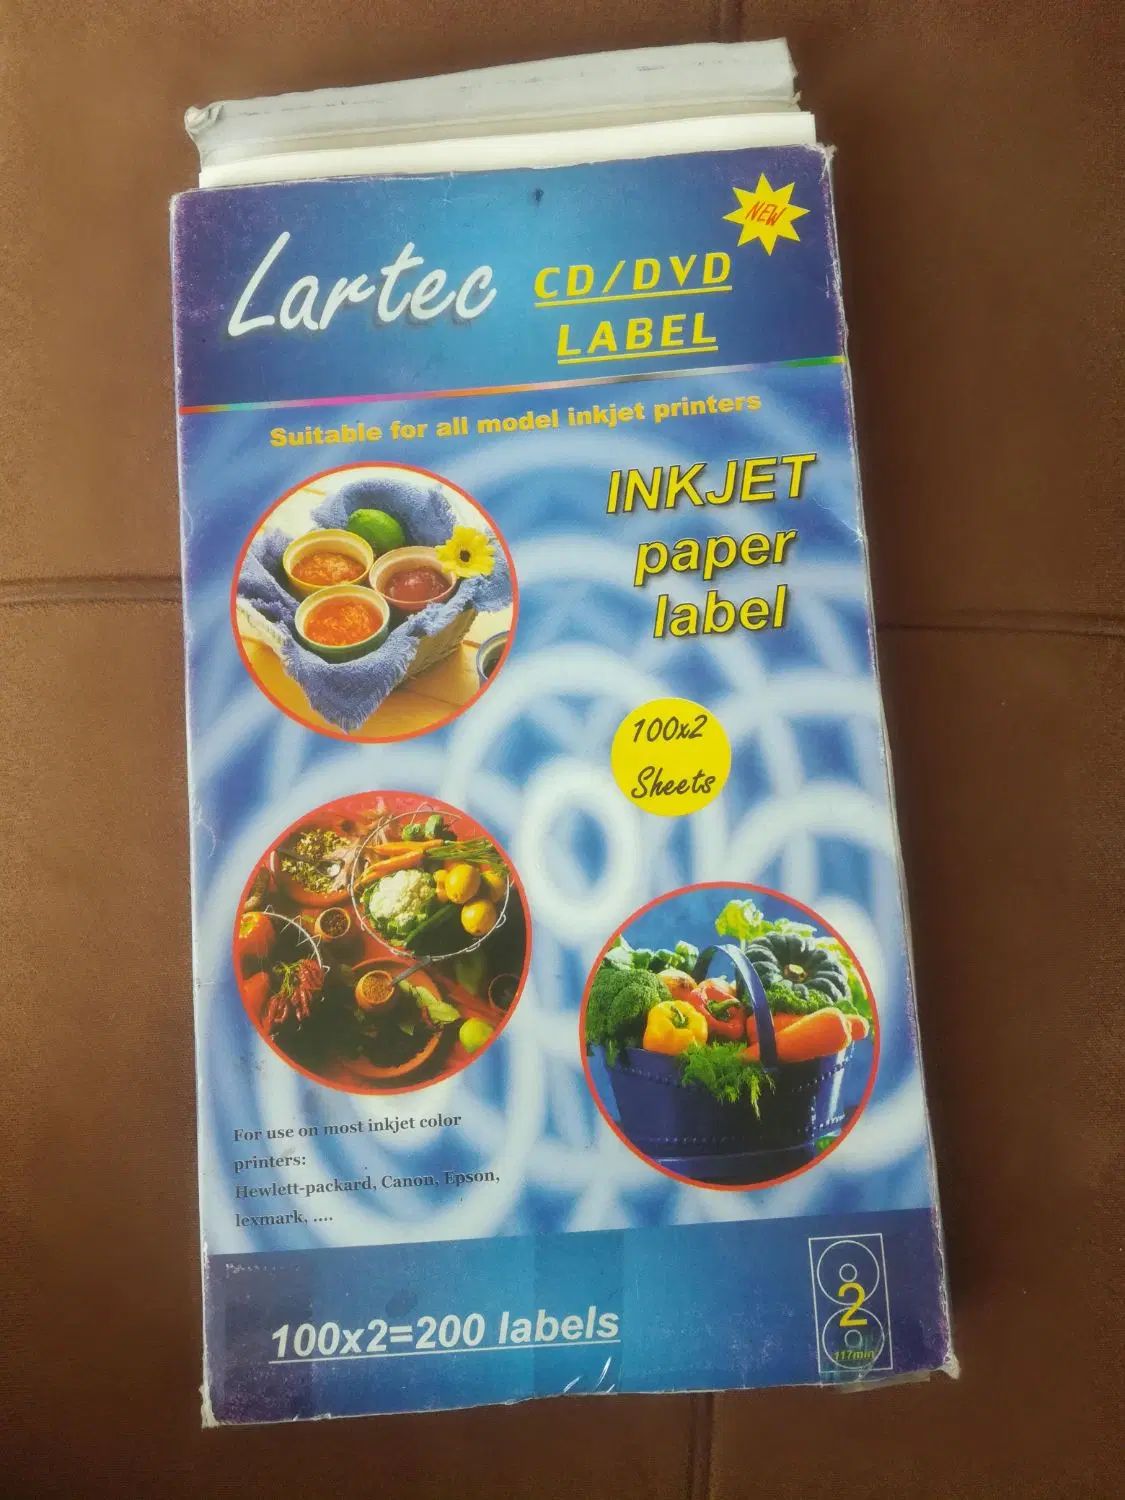 NEW
Lartec
CD/DVD
LABEL
Suitable for all model inkjet printers
INKJET
paper
label
100x2
Sheets
For use on most inkjet color
printers:
Hewlett-packard, Canon, Epson,
lexmark, ....
100x2=200 labels
2
117min